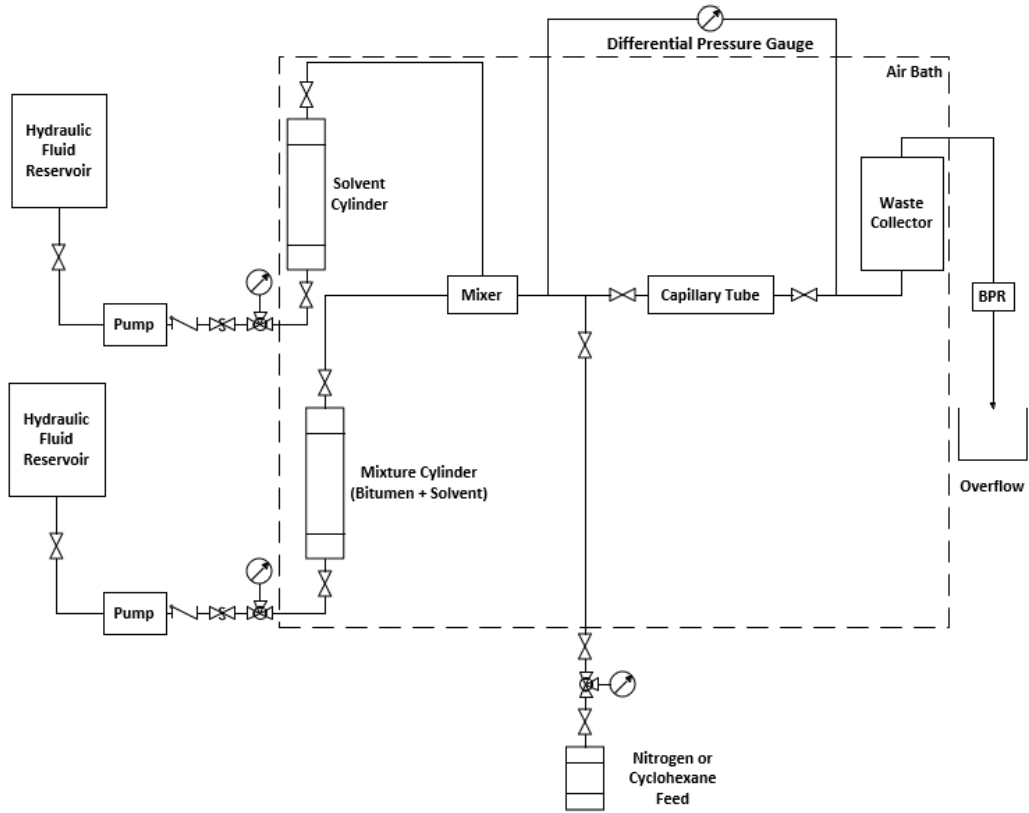 Differential Pressure Gauge
Air Bath
Hydraulic
Fluid
Reservoir
Solvent
Cylinder
Waste
Collector
Mixer
Capillary Tube
BPR
Pump
S
Hydraulic
Fluid
Reservoir
Mixture Cylinder
(Bitumen + Solvent)
Overflow
Pump
S
Nitrogen or
Cyclohexane
Feed